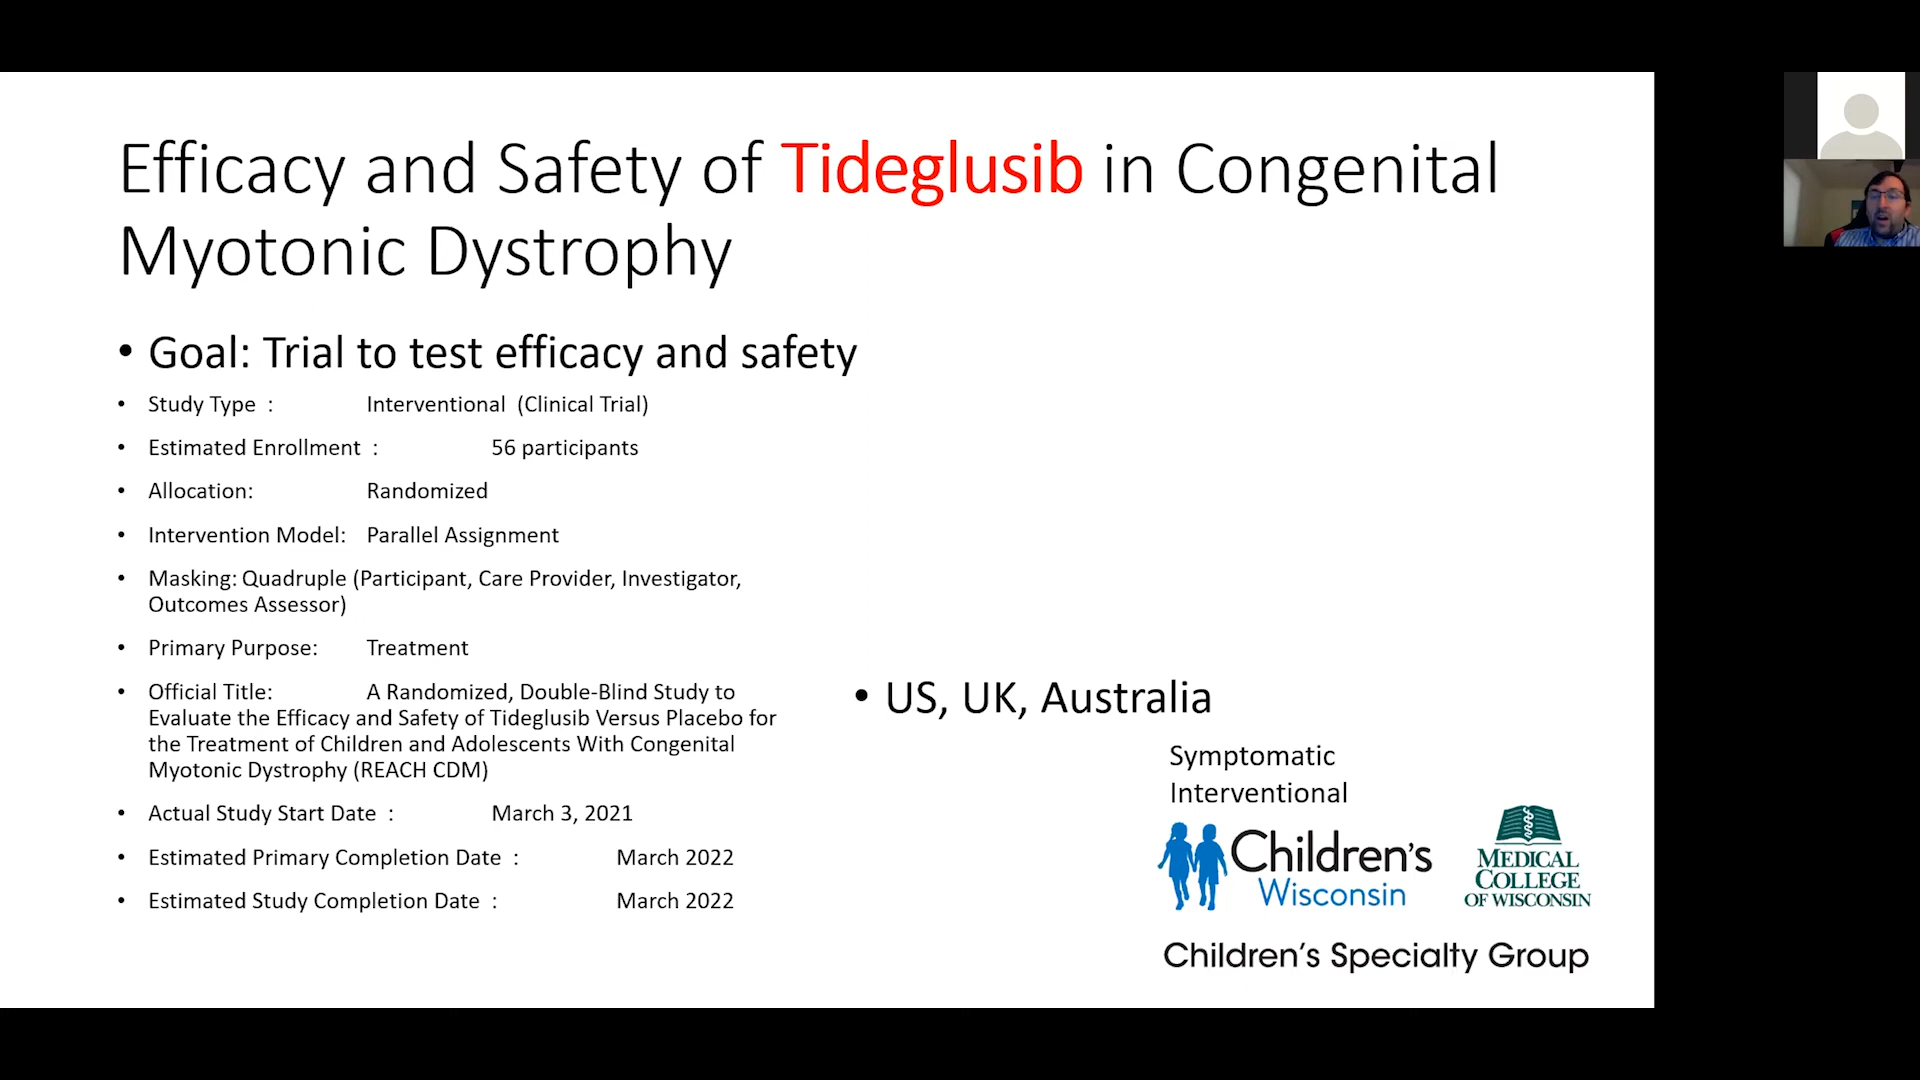 Efficacy and Safety of Tideglusib in Congenital
Myotonic Dystrophy
• Goal: Trial to test efficacy and safety
• Study Type : Interventional (Clinical Trial)
• Estimated Enrollment : 56 participants
• Allocation: Randomized
• Intervention Model: Parallel Assignment
• Masking: Quadruple (Participant, Care Provider, Investigator,
Outcomes Assessor)
• Primary Purpose: Treatment
• Official Title: A Randomized, Double-Blind Study to
Evaluate the Efficacy and Safety of Tideglusib Versus Placebo for
the Treatment of Children and Adolescents With Congenital
Myotonic Dystrophy (REACH CDM)
• Actual Study Start Date : March 3, 2021
• Estimated Primary Completion Date : March 2022
• Estimated Study Completion Date : March 2022
• US, UK, Australia
Symptomatic
Interventional
Children's
Wisconsin
MEDICAL
COLLEGE
OF WISCONSIN
Children's Specialty Group